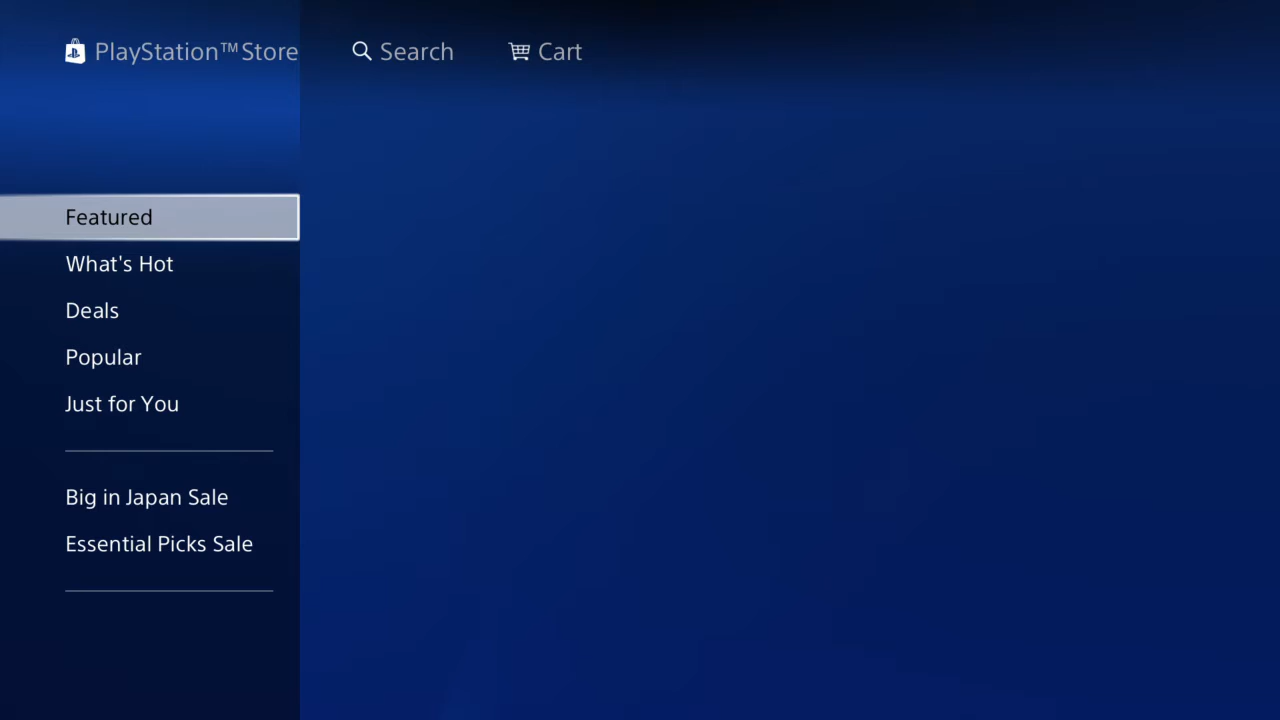 PlayStation™Store
Search
Cart
Featured
What's Hot
Deals
Popular
Just for You
Big in Japan Sale
Essential Picks Sale